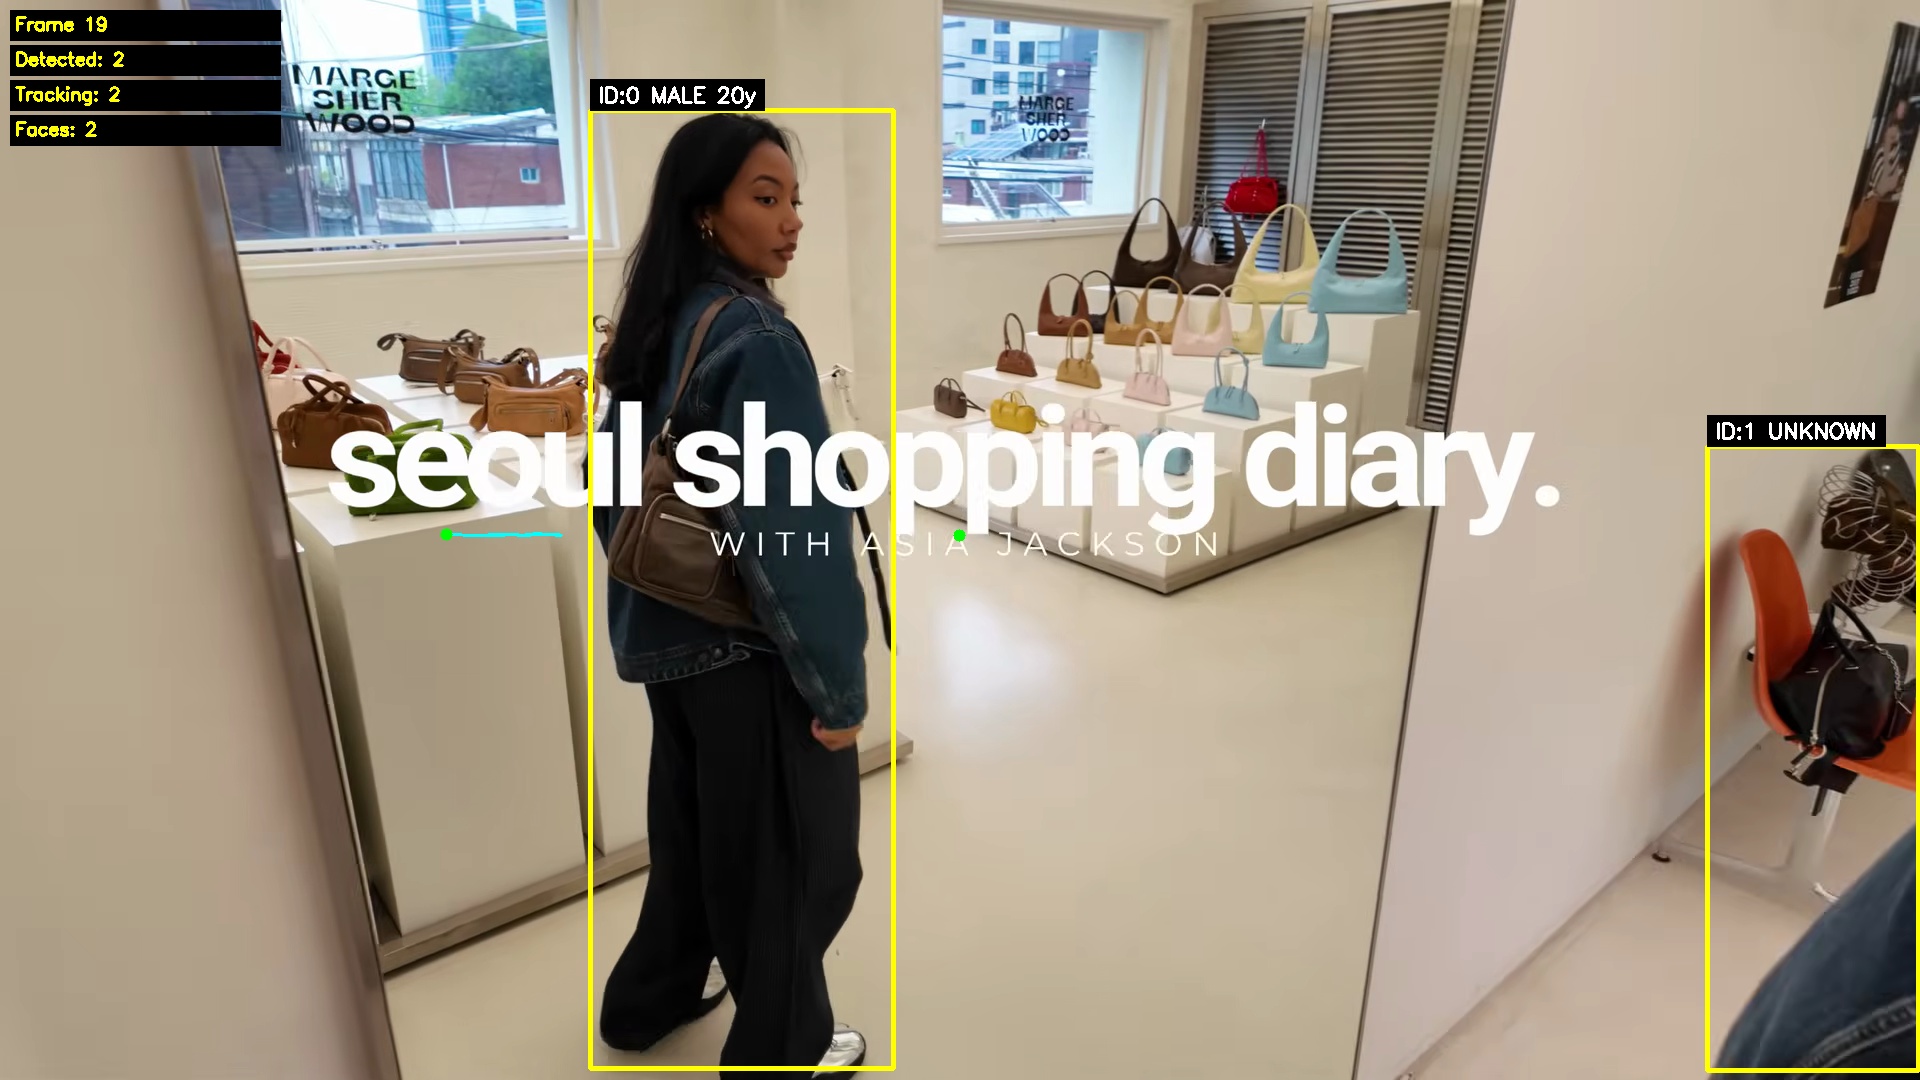 Frame 19
Detected: 2
Tracking: 2
Faces: 2
MARGE
SHER
WOOD
ID:0 MALE 20y
MARGE
SHER
WOOD
ID:1 UNKNOWN
seoul shopping diary.
WITH ASIA JACKSON